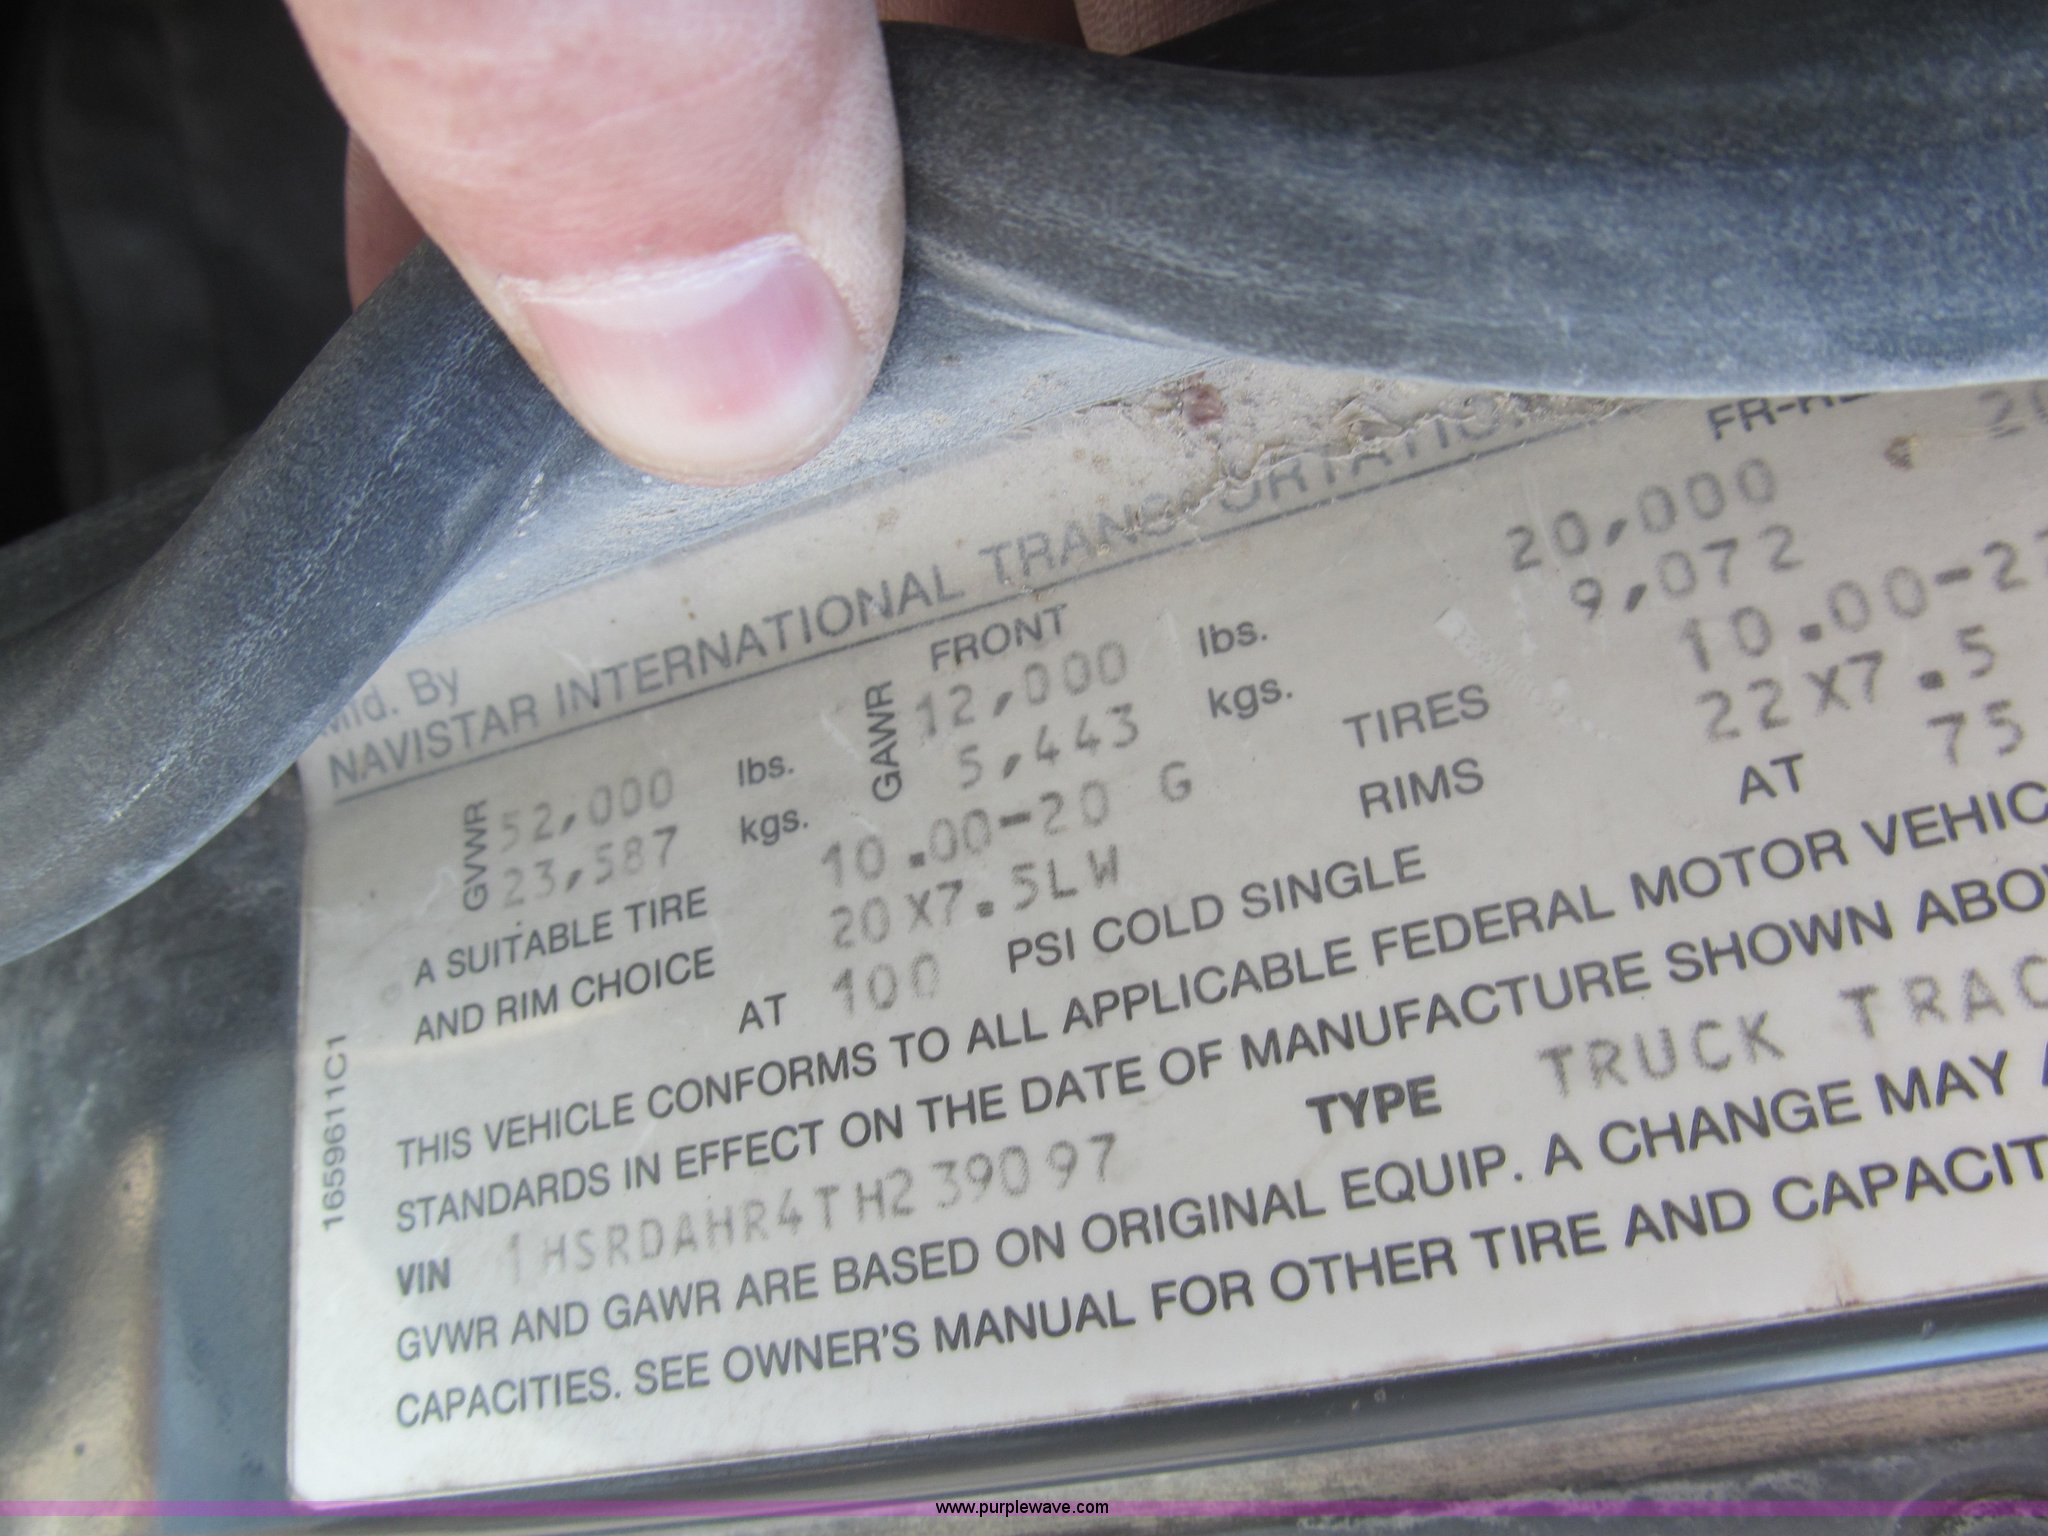 Mfd. By
NAVISTAR INTERNATIONAL TRANSPORTATION
FRONT
GVWR 52,000 lbs. GAWR 12,000 lbs. 20,000
23,587 kgs. 5,443 kgs. 9,072
A SUITABLE TIRE 10.00-20 G TIRES 10.00-2
AND RIM CHOICE 20X7.5LW RIMS 22X7.5
AT 100 PSI COLD SINGLE AT 75
THIS VEHICLE CONFORMS TO ALL APPLICABLE FEDERAL MOTOR VEHIC
STANDARDS IN EFFECT ON THE DATE OF MANUFACTURE SHOWN ABO
VIN 1HSRDAHR4TH239097 TYPE TRUCK TRAC
GVWR AND GAWR ARE BASED ON ORIGINAL EQUIP. A CHANGE MAY
CAPACITIES. SEE OWNER'S MANUAL FOR OTHER TIRE AND CAPACIT
1659611C1
www.purplewave.com